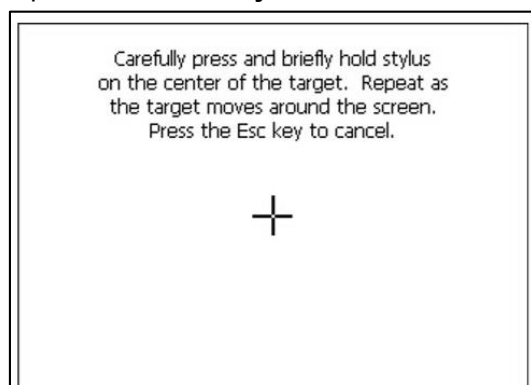 Carefully press and briefly hold stylus
on the center of the target. Repeat as
the target moves around the screen.
Press the Esc key to cancel.